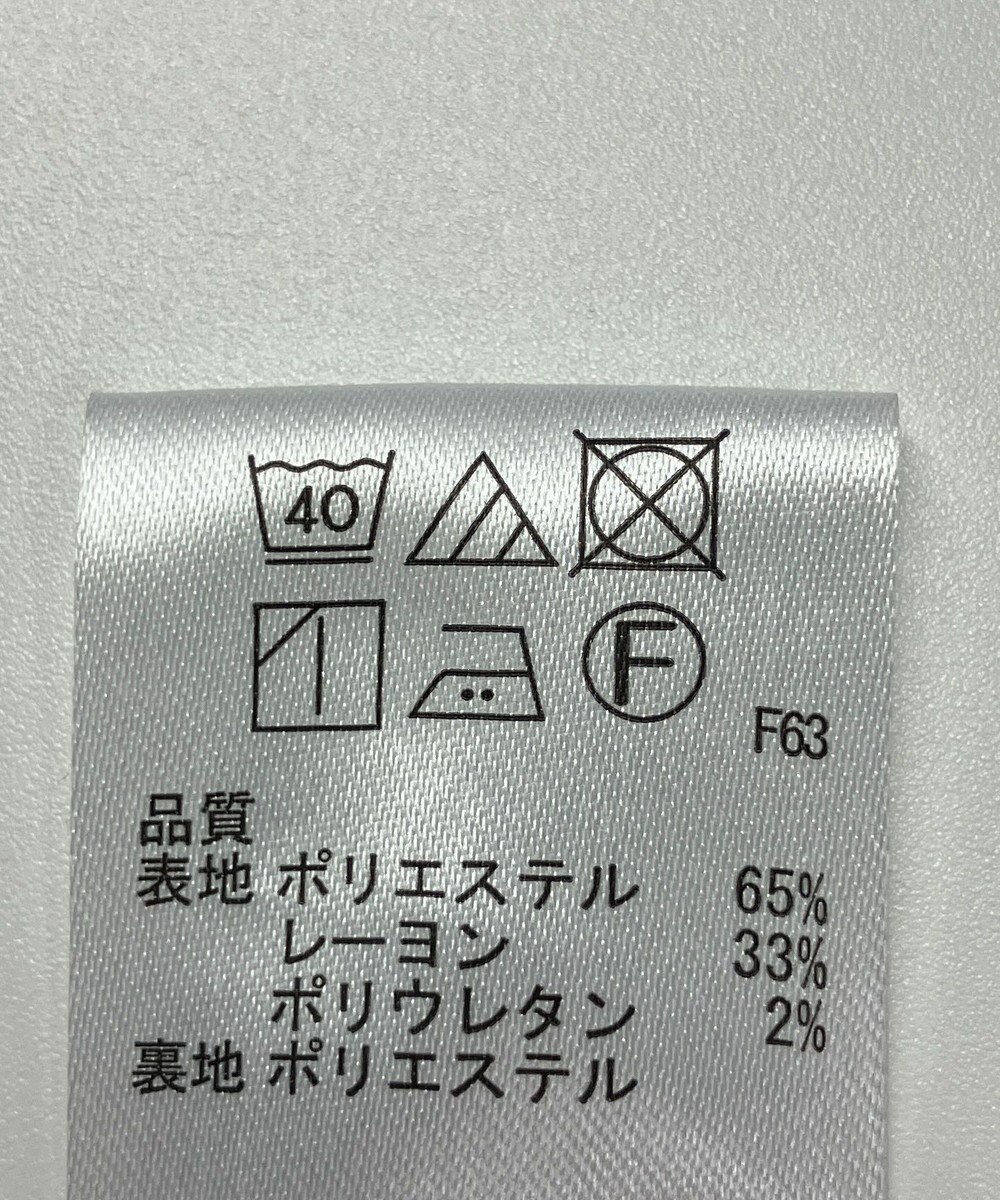 40
F
F63
品質
表地 ポリエステル 65%
レーヨン 33%
ポリウレタン 2%
裏地 ポリエステル